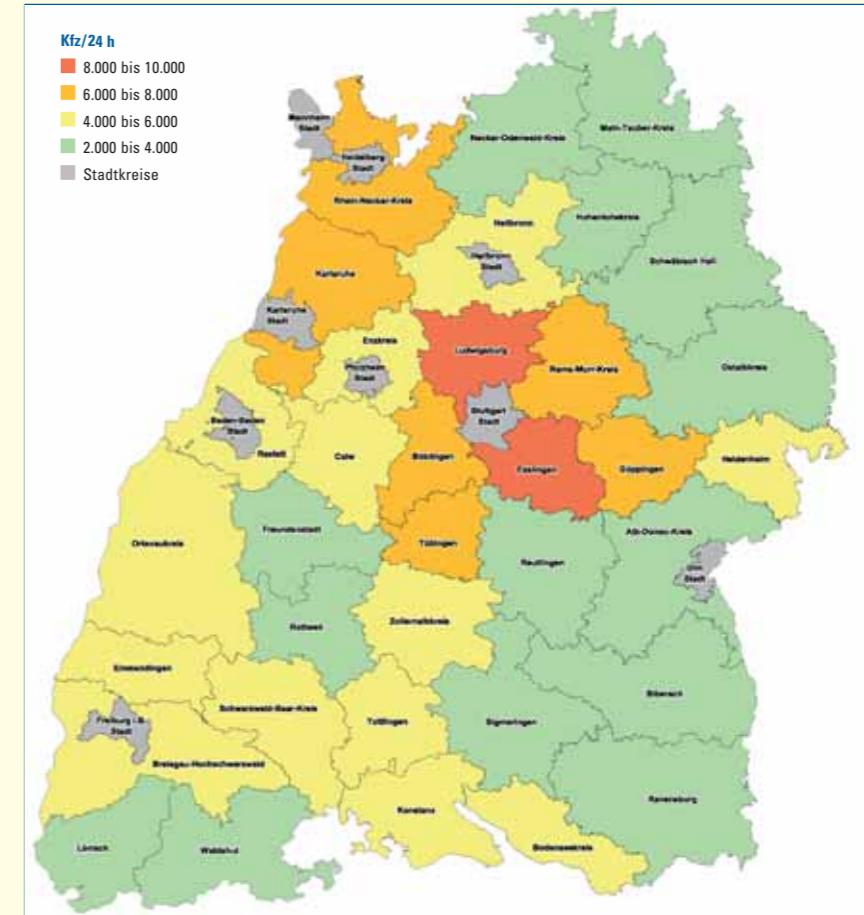 Kfz/24 h
8.000 bis 10.000
6.000 bis 8.000
4.000 bis 6.000
2.000 bis 4.000
Stadtkreise
Mannheim
Stadt
Heidelberg
Stadt
Neckar-Odenwald-Kreis
Main-Tauber-Kreis
Rhein-Neckar-Kreis
Heilbronn
Hohenlohekreis
Heilbronn
Stadt
Schwäbisch Hall
Karlsruhe
Karlsruhe
Stadt
Enzkreis
Ludwigsburg
Rems-Murr-Kreis
Ostalbkreis
Pforzheim
Stadt
Stuttgart
Stadt
Baden-Baden
Stadt
Rastatt
Calw
Böblingen
Esslingen
Göppingen
Heidenheim
Freudenstadt
Alb-Donau-Kreis
Ortenaukreis
Tübingen
Reutlingen
Ulm
Stadt
Rottweil
Zollernalbkreis
Emmendingen
Schwarzwald-Baar-Kreis
Tuttlingen
Sigmaringen
Biberach
Freiburg i.B.
Stadt
Breisgau-Hochschwarzwald
Konstanz
Ravensburg
Lörrach
Waldshut
Bodenseekreis